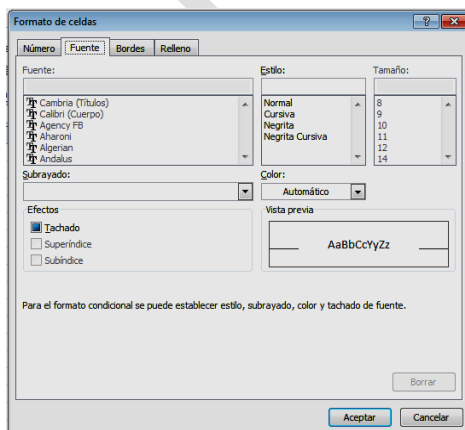 Formato de celdas
Número Fuente Bordes Relleno
Fuente: Estilo: Tamaño:
Cambria (Títulos) Normal 8
Calibri (Cuerpo) Cursiva 9
Agency FB Negrita 10
Aharoni Negrita Cursiva 11
Algerian 12
Andalus 14
Subrayado: Color:
Automático
Efectos Vista previa
Tachado
Superíndice AaBbCcYyZz
Subíndice
Para el formato condicional se puede establecer estilo, subrayado, color y tachado de fuente.
Borrar
Aceptar Cancelar